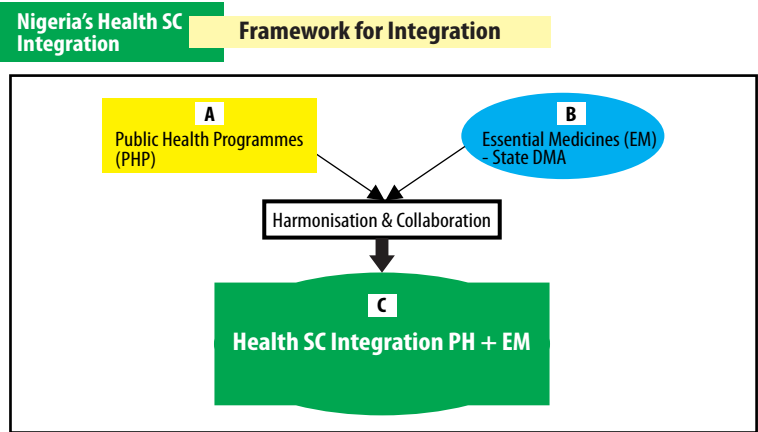 Nigeria's Health SC
Integration
Framework for Integration
A
Public Health Programmes
(PHP)
B
Essential Medicines (EM)
- State DMA
Harmonisation & Collaboration
C
Health SC Integration PH + EM